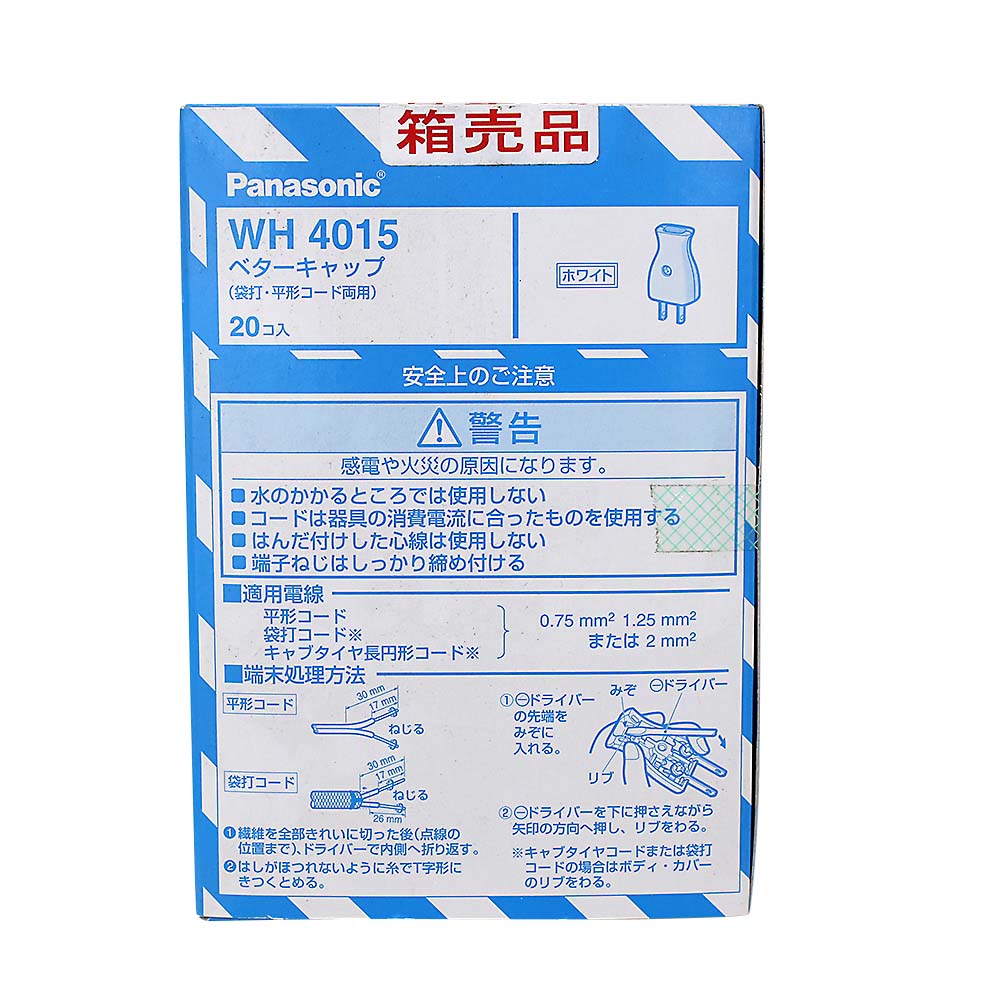 箱売品
Panasonic®
WH 4015
ベターキャップ
(袋打・平形コード両用)
20コ入
ホワイト
安全上のご注意
警告
感電や火災の原因になります。
■水のかかるところでは使用しない
■コードは器具の消費電流に合ったものを使用する
■はんだ付けした心線は使用しない
■端子ねじはしっかり締め付ける
■適用電線
平形コード
袋打コード※
キャブタイヤ長円形コード※
0.75 mm² 1.25 mm²
または 2 mm²
■端末処理方法
平形コード
30 mm
17 mm
ねじる
袋打コード
30 mm
17 mm
ねじる
26 mm
❶繊維を全部きれいに切った後(点線の
位置まで)、ドライバーで内側へ折り返す。
❷はしがほつれないように糸でT字形に
きつくとめる。
①⊖ドライバー
の先端を
みぞに
入れる。
みぞ
⊖ドライバー
リブ
②⊖ドライバーを下に押さえながら
矢印の方向へ押し、リブをわる。
※キャブタイヤコードまたは袋打
コードの場合はボディ・カバー
のリブをわる。